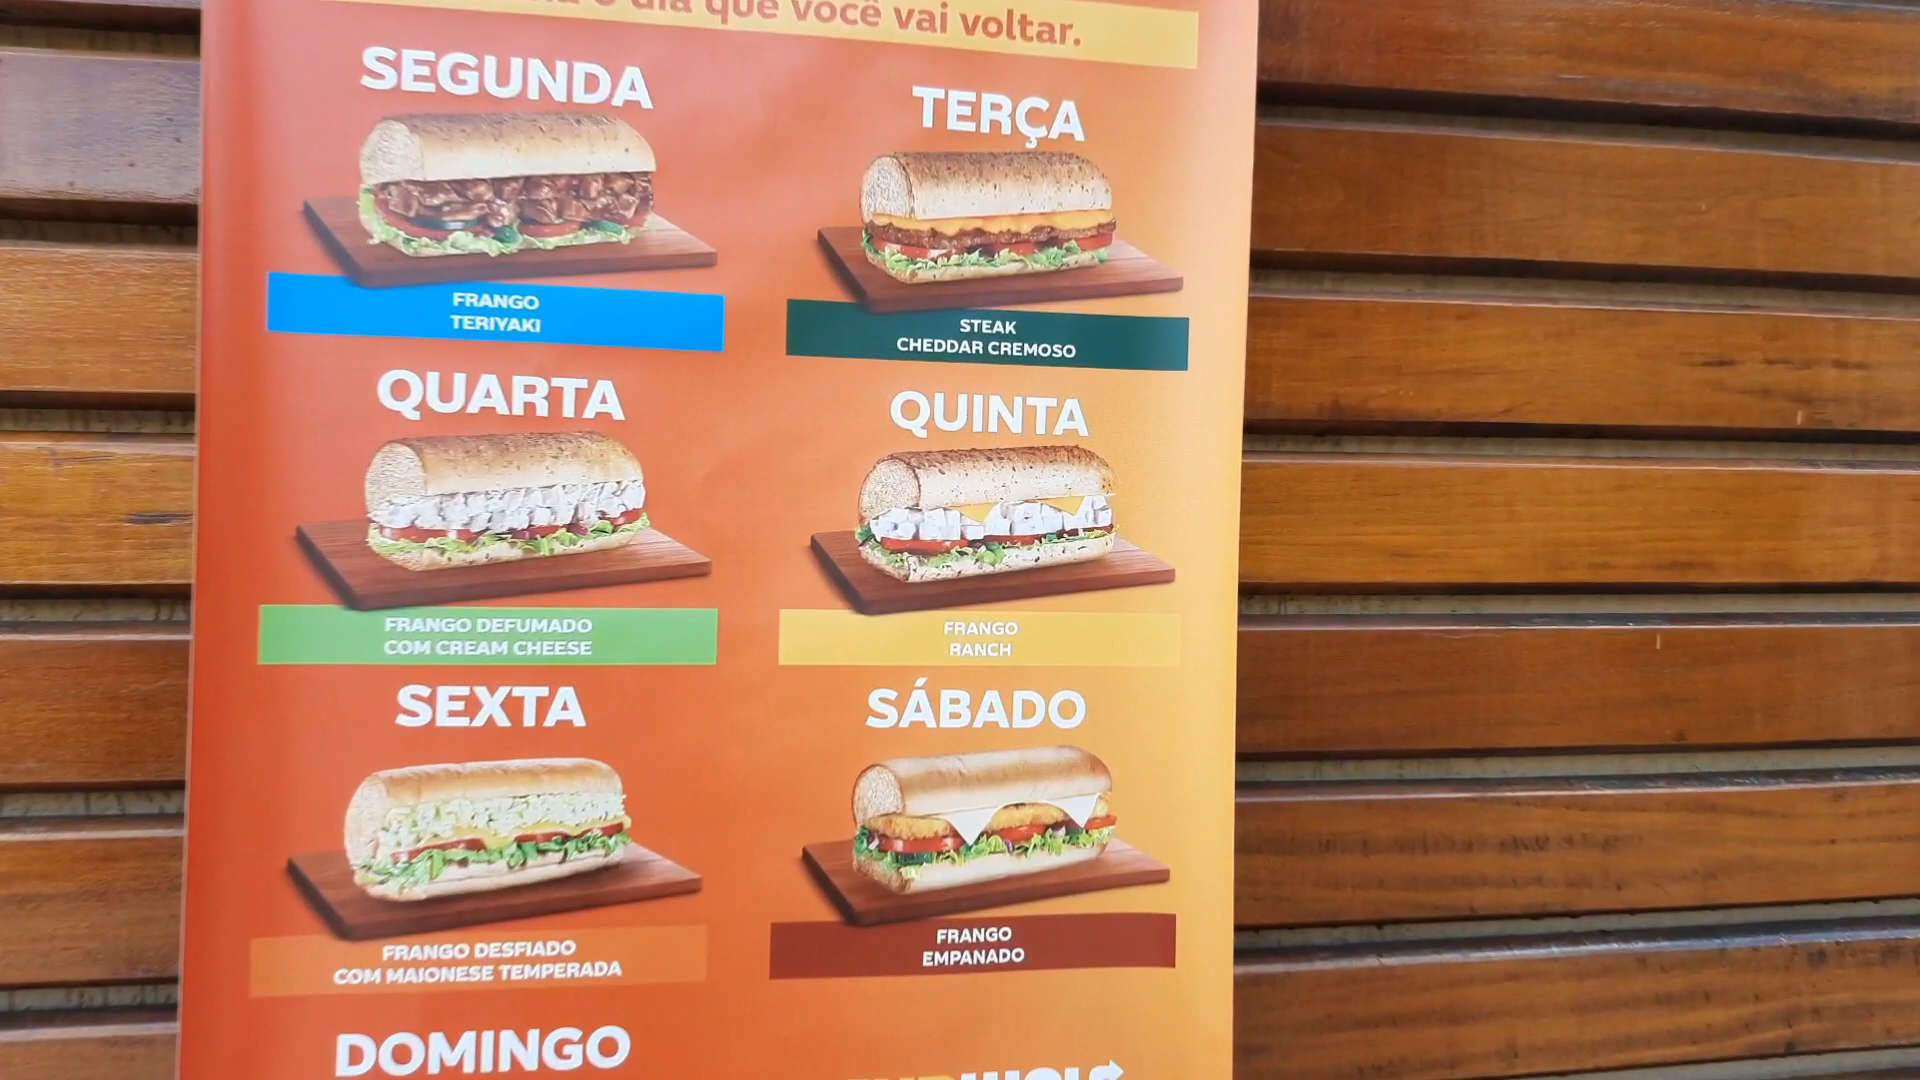 o dia que você vai voltar.
SEGUNDA
FRANGO
TERIYAKI
TERÇA
STEAK
CHEDDAR CREMOSO
QUARTA
FRANGO DEFUMADO
COM CREAM CHEESE
QUINTA
FRANGO
RANCH
SEXTA
FRANGO DESFIADO
COM MAIONESE TEMPERADA
SÁBADO
FRANGO
EMPANADO
DOMINGO